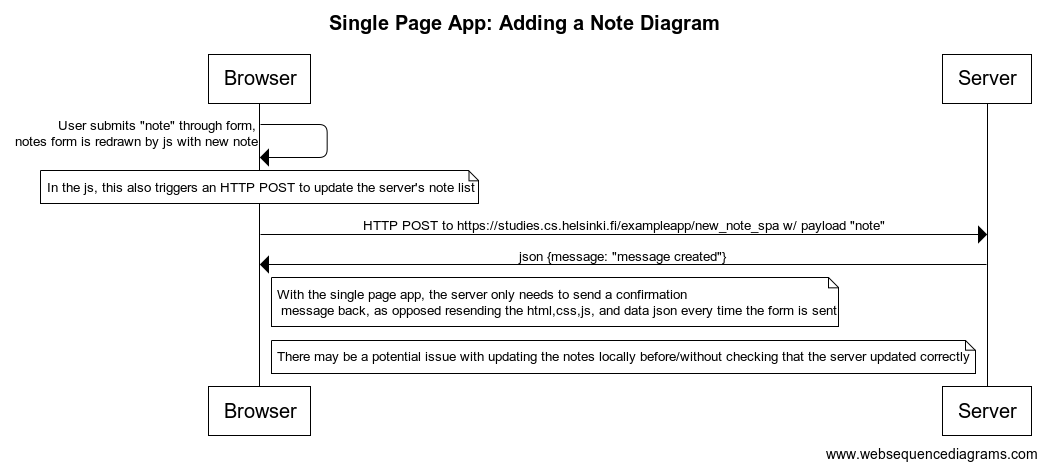 Single Page App: Adding a Note Diagram
Browser
Server
User submits "note" through form,
notes form is redrawn by js with new note
In the js, this also triggers an HTTP POST to update the server's note list
HTTP POST to https://studies.cs.helsinki.fi/exampleapp/new_note_spa w/ payload "note"
json {message: "message created"}
With the single page app, the server only needs to send a confirmation
message back, as opposed resending the html,css,js, and data json every time the form is sent
There may be a potential issue with updating the notes locally before/without checking that the server updated correctly
Browser
Server
www.websequencediagrams.com